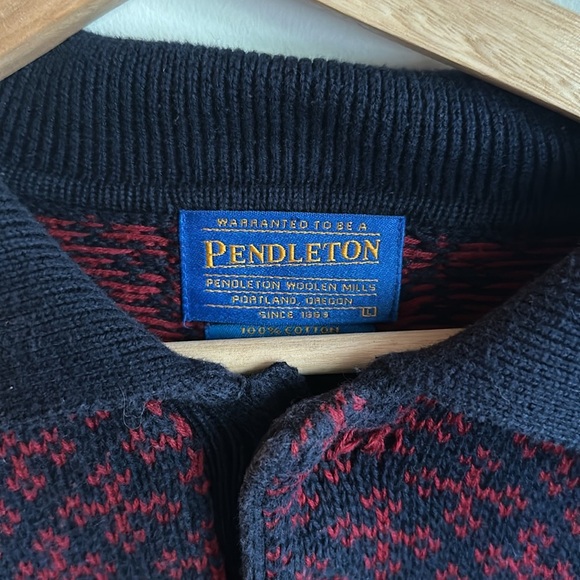 WARRANTED TO BE A
PENDLETON
PENDLETON WOOLEN MILLS
PORTLAND, OREGON
SINCE 1863 L
100% COTTON